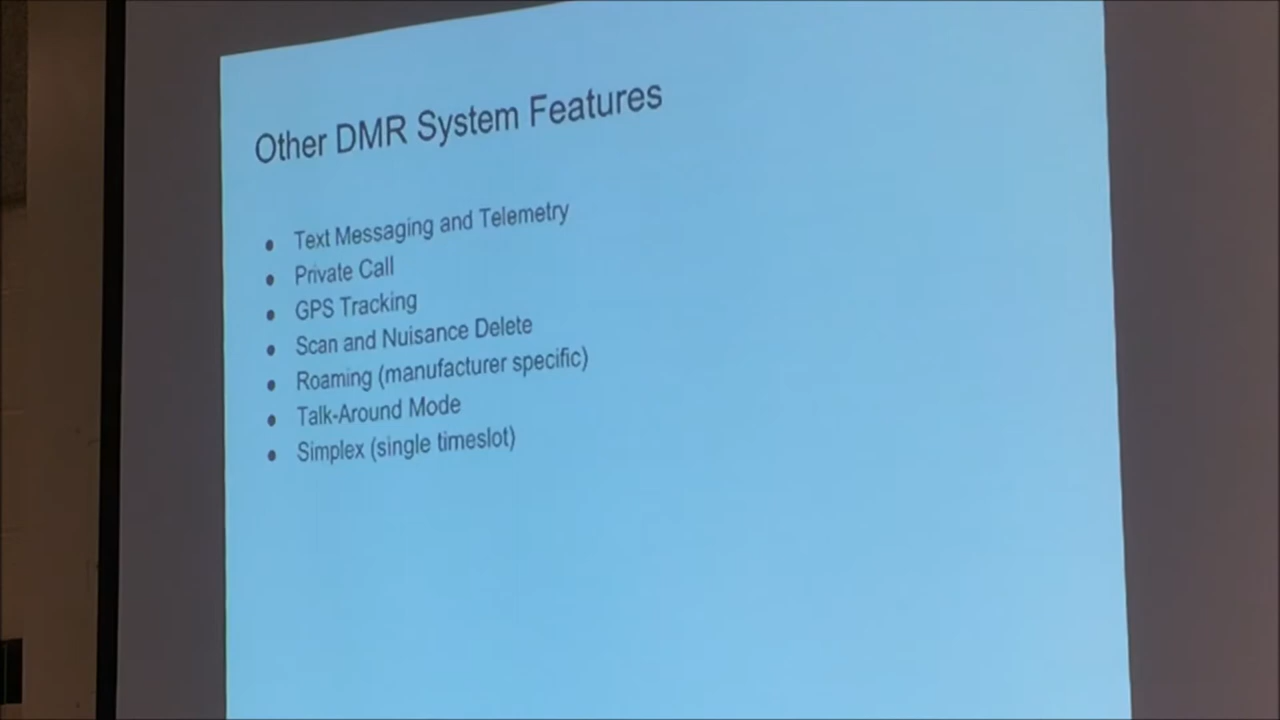 Other DMR System Features
● Text Messaging and Telemetry
● Private Call
● GPS Tracking
● Scan and Nuisance Delete
● Roaming (manufacturer specific)
● Talk-Around Mode
● Simplex (single timeslot)